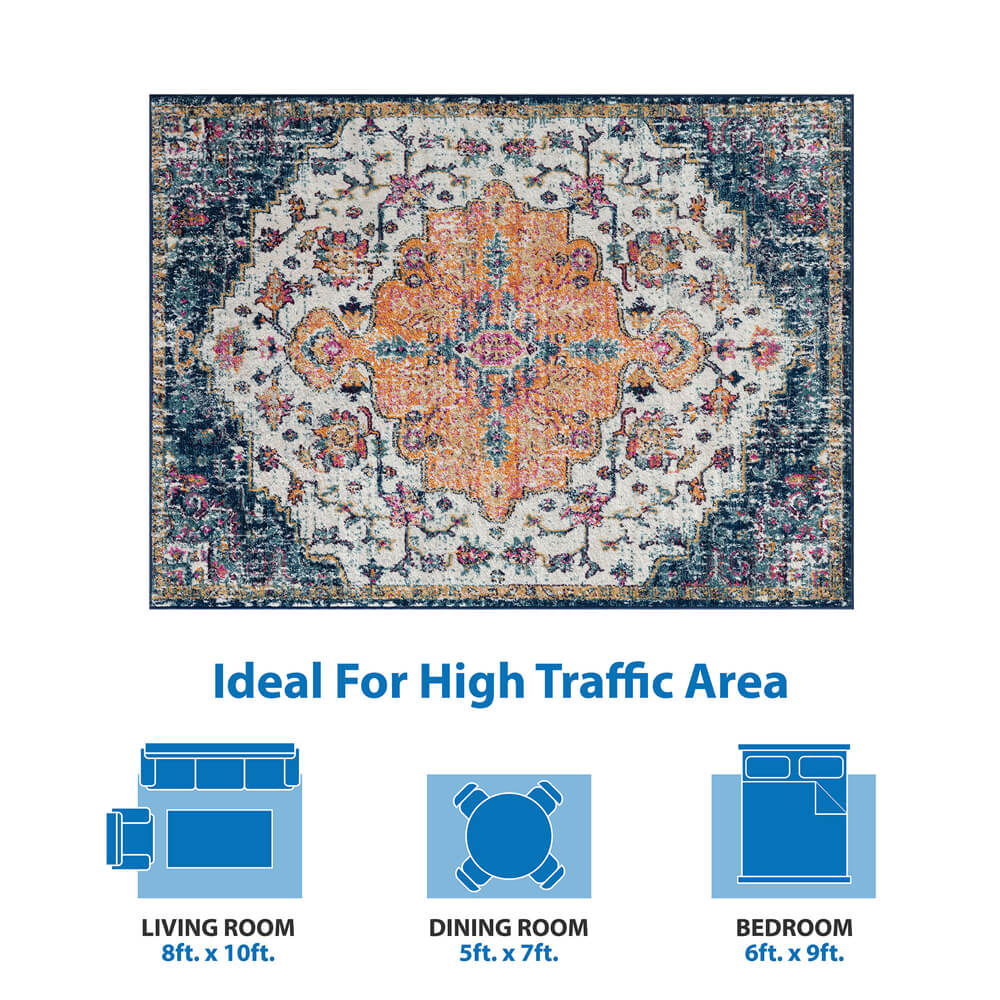 Ideal For High Traffic Area
LIVING ROOM
8ft. x 10ft.
DINING ROOM
5ft. x 7ft.
BEDROOM
6ft. x 9ft.